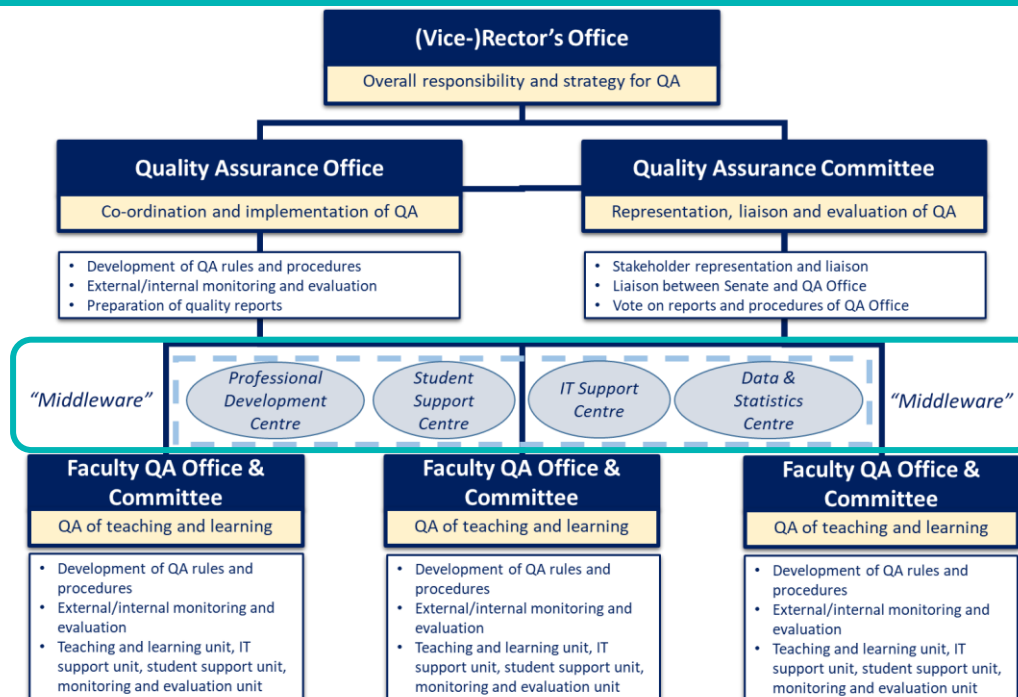 (Vice-)Rector's Office
Overall responsibility and strategy for QA
Quality Assurance Office
Co-ordination and implementation of QA
• Development of QA rules and procedures
• External/internal monitoring and evaluation
• Preparation of quality reports
Quality Assurance Committee
Representation, liaison and evaluation of QA
• Stakeholder representation and liaison
• Liaison between Senate and QA Office
• Vote on reports and procedures of QA Office
"Middleware"
Professional
Development
Centre
Student
Support
Centre
IT Support
Centre
Data &
Statistics
Centre
"Middleware"
Faculty QA Office &
Committee
QA of teaching and learning
• Development of QA rules and
procedures
• External/internal monitoring and
evaluation
• Teaching and learning unit, IT
support unit, student support unit,
monitoring and evaluation unit
Faculty QA Office &
Committee
QA of teaching and learning
• Development of QA rules and
procedures
• External/internal monitoring and
evaluation
• Teaching and learning unit, IT
support unit, student support unit,
monitoring and evaluation unit
Faculty QA Office &
Committee
QA of teaching and learning
• Development of QA rules and
procedures
• External/internal monitoring and
evaluation
• Teaching and learning unit, IT
support unit, student support unit,
monitoring and evaluation unit